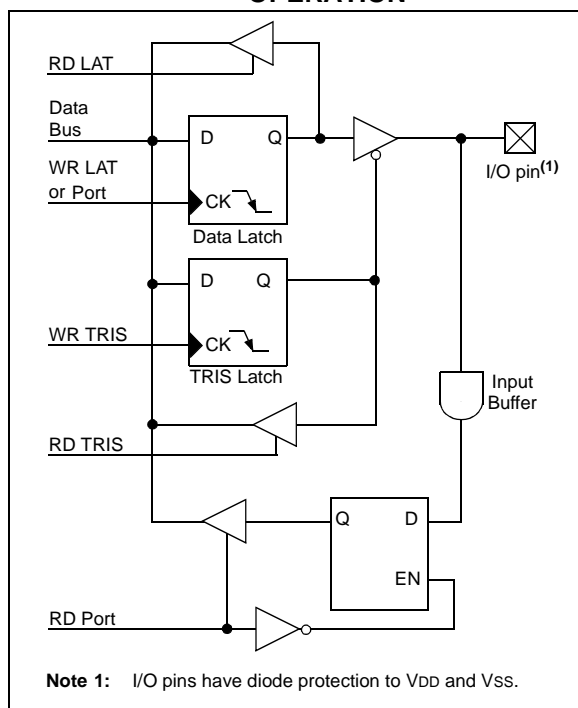 OPERATION
RD LAT
Data
Bus
D Q
WR LAT
or Port
CK
Data Latch
I/O pin(1)
D Q
WR TRIS
CK
TRIS Latch
Input
Buffer
RD TRIS
Q D
EN
RD Port
Note 1: I/O pins have diode protection to VDD and VSS.